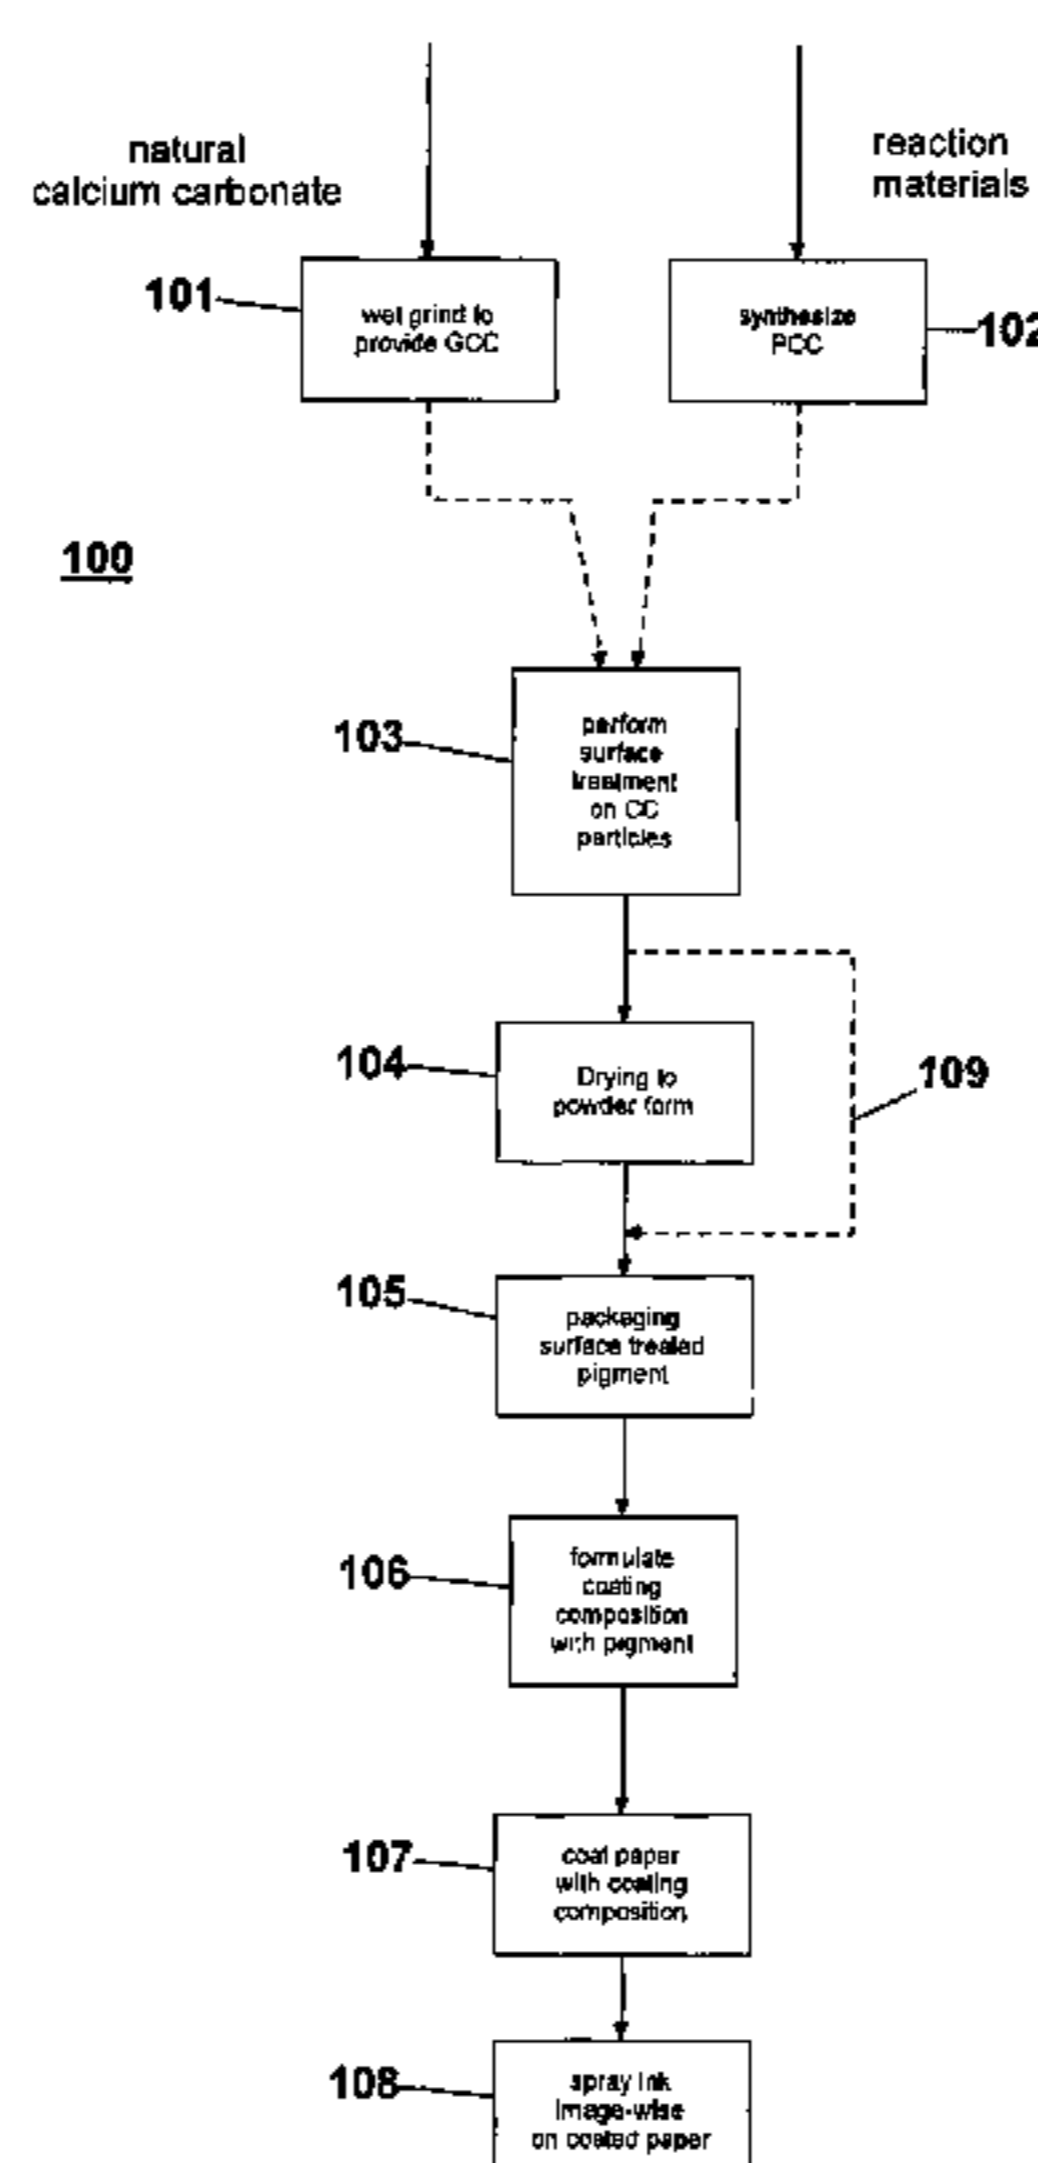 natural
calcium carbonate
reaction
materials
101
wet grind to
provide GCC
synthesize
PCC
102
100
103
perform
surface
treatment
on CC
particles
104
Drying to
powder form
109
105
packaging
surface treated
pigment
106
formulate
coating
composition
with pigment
107
coat paper
with coating
composition
108
spray ink
image-wise
on coated paper